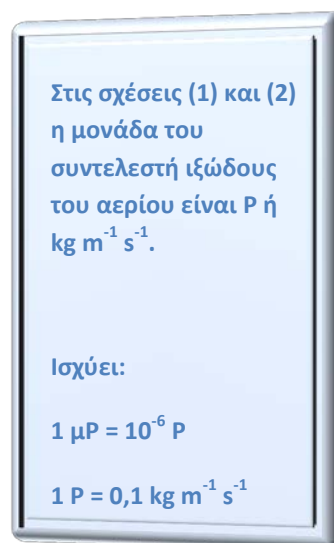 Στις σχέσεις (1) και (2)
η μονάδα του
συντελεστή ιξώδους
του αερίου είναι P ή
kg m⁻¹ s⁻¹.
Ισχύει:
1 μP = 10⁻⁶ P
1 P = 0,1 kg m⁻¹ s⁻¹